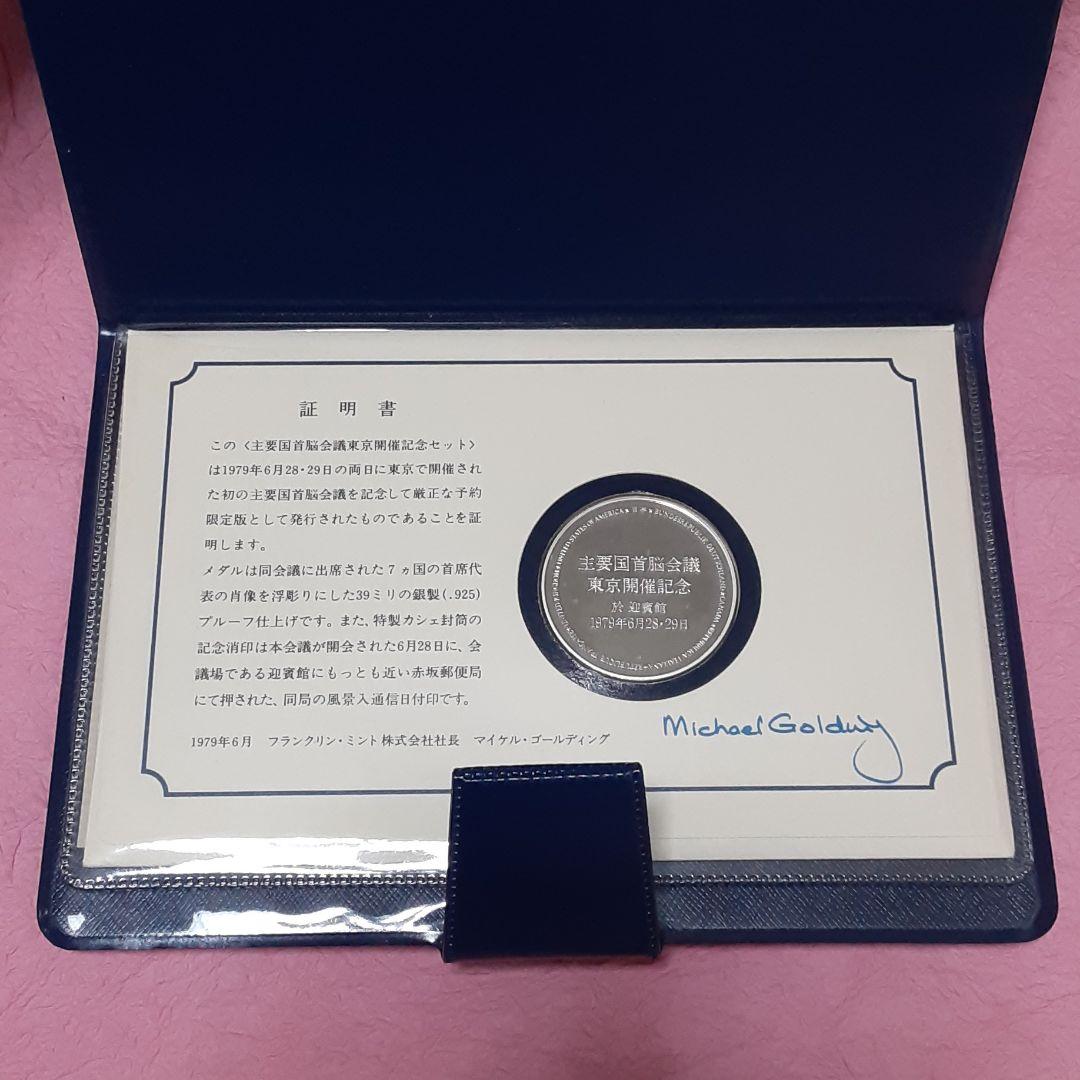 証明書
この〈主要国首脳会議東京開催記念セット〉
は1979年6月28・29日の両日に東京で開催され
た初の主要国首脳会議を記念して厳正な予約
限定版として発行されたものであることを証
明します。
メダルは同会議に出席された7ヵ国の首席代
表の肖像を浮彫りにした39ミリの銀製(.925)
プルーフ仕上げです。また、特製カシェ封筒の
記念消印は本会議が開会された6月28日に、会
議場である迎賓館にもっとも近い赤坂郵便局
にて押された、同局の風景入通信日付印です。
1979年6月 フランクリン・ミント株式会社社長 マイケル・ゴールディング
UNITED STATES OF AMERICA★日本★BUNDESREPUBLIK DEUTSCHLAND★CANADA★REPUBBLICA ITALIANA★
主要国首脳会議
東京開催記念
於 迎賓館
1979年6月28・29日
Michael Golding